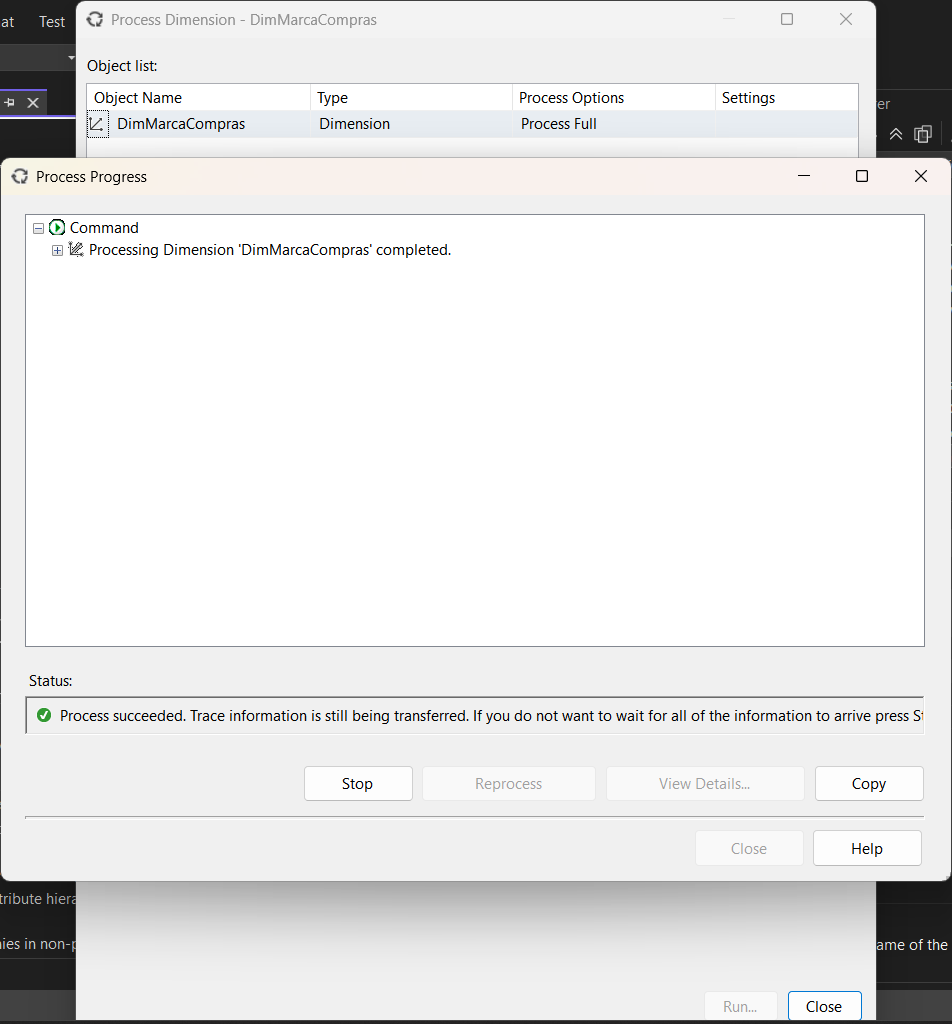 at Test
Process Dimension - DimMarcaCompras
Object list:
Object Name Type Process Options Settings
DimMarcaCompras Dimension Process Full
er
Process Progress
Command
Processing Dimension 'DimMarcaCompras' completed.
Status:
Process succeeded. Trace information is still being transferred. If you do not want to wait for all of the information to arrive press St
Stop Reprocess View Details... Copy
Close Help
tribute hiera
nies in non-p
ame of the
Run... Close